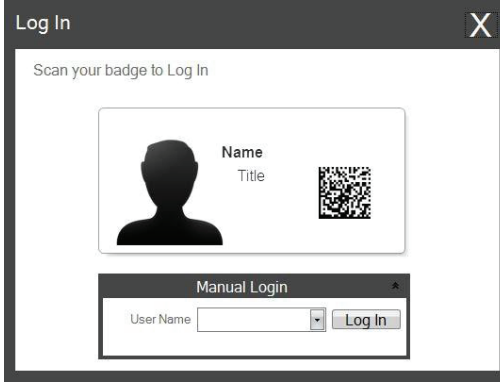 Log In
X
Scan your badge to Log In
Name
Title
Manual Login
User Name
Log In